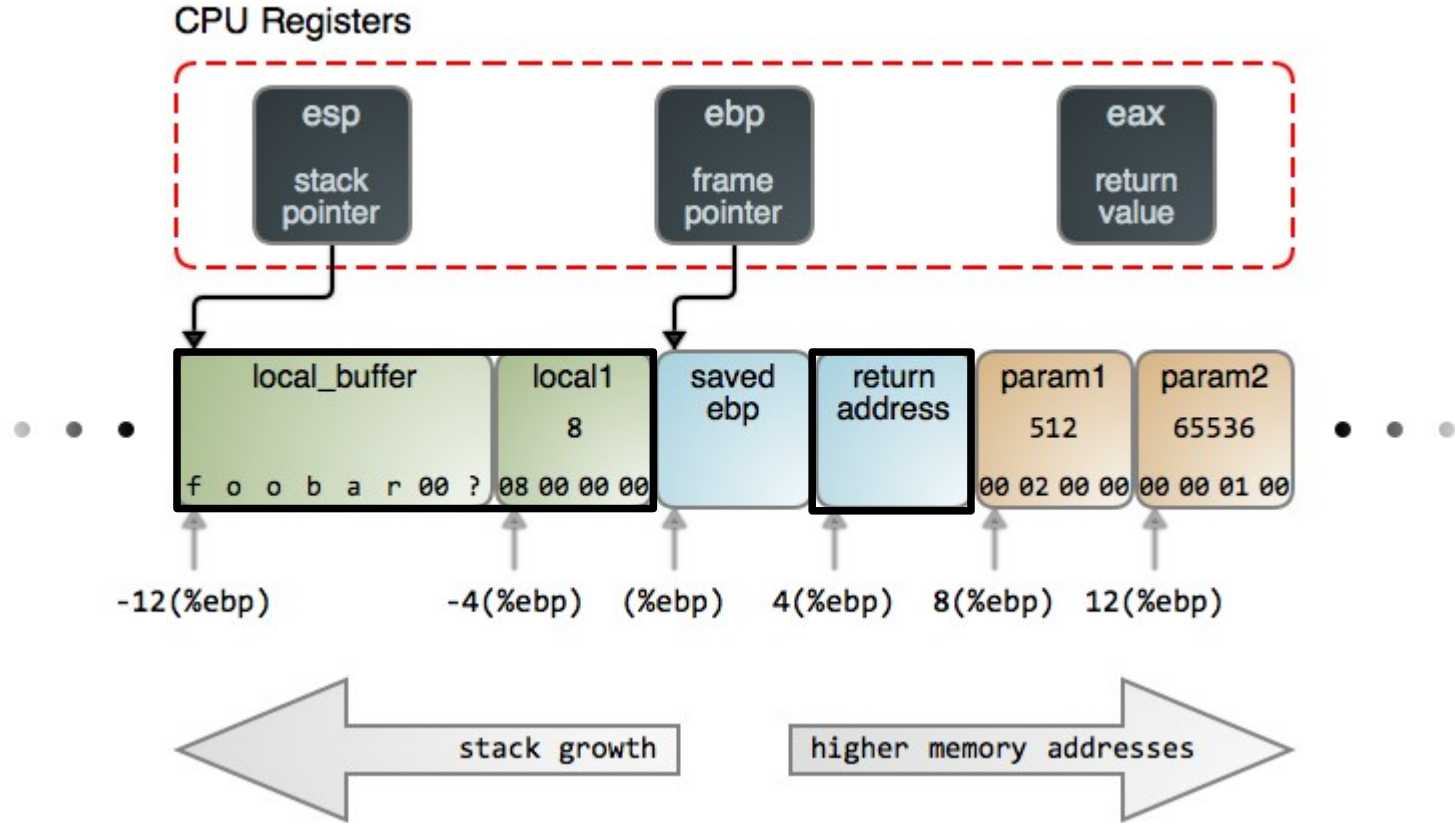 CPU Registers
esp
stack
pointer
ebp
frame
pointer
eax
return
value
local_buffer
f o o b a r 00 ?
local1
8
08 00 00 00
saved
ebp
return
address
param1
512
00 02 00 00
param2
65536
00 00 01 00
-12(%ebp)
-4(%ebp)
(%ebp)
4(%ebp)
8(%ebp)
12(%ebp)
stack growth
higher memory addresses